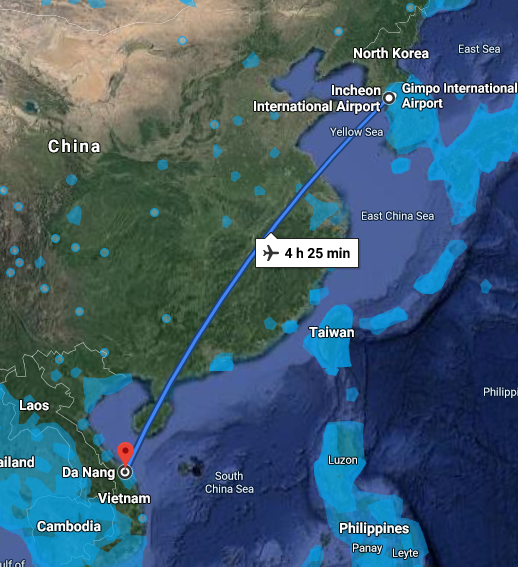 North Korea
East Sea
Incheon
International Airport
Gimpo International
Airport
Yellow Sea
China
East China Sea
4 h 25 min
Taiwan
Philippi
Laos
ailand
Da Nang
Vietnam
South
China Sea
Luzon
Cambodia
Philippines
Panay
Leyte
ulf of